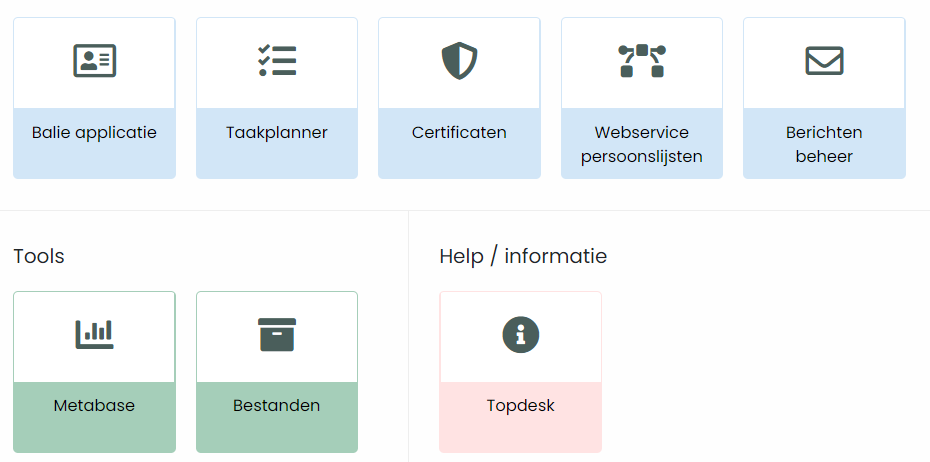 Balie applicatie
Taakplanner
Certificaten
Webservice
persoonslijsten
Berichten
beheer
Tools
Help / informatie
Metabase
Bestanden
Topdesk